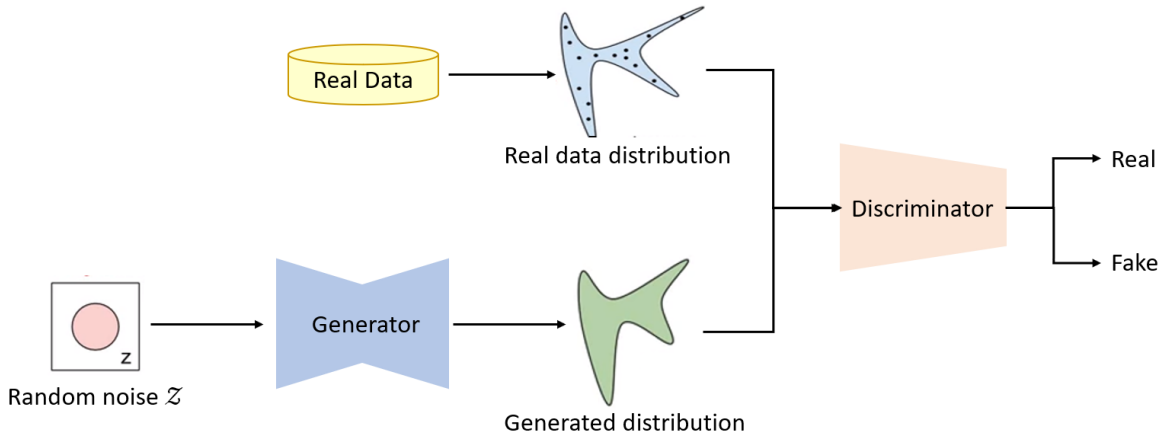 Real Data
Real data distribution
Discriminator
Real
Fake
z
Random noise 𝒵
Generator
Generated distribution